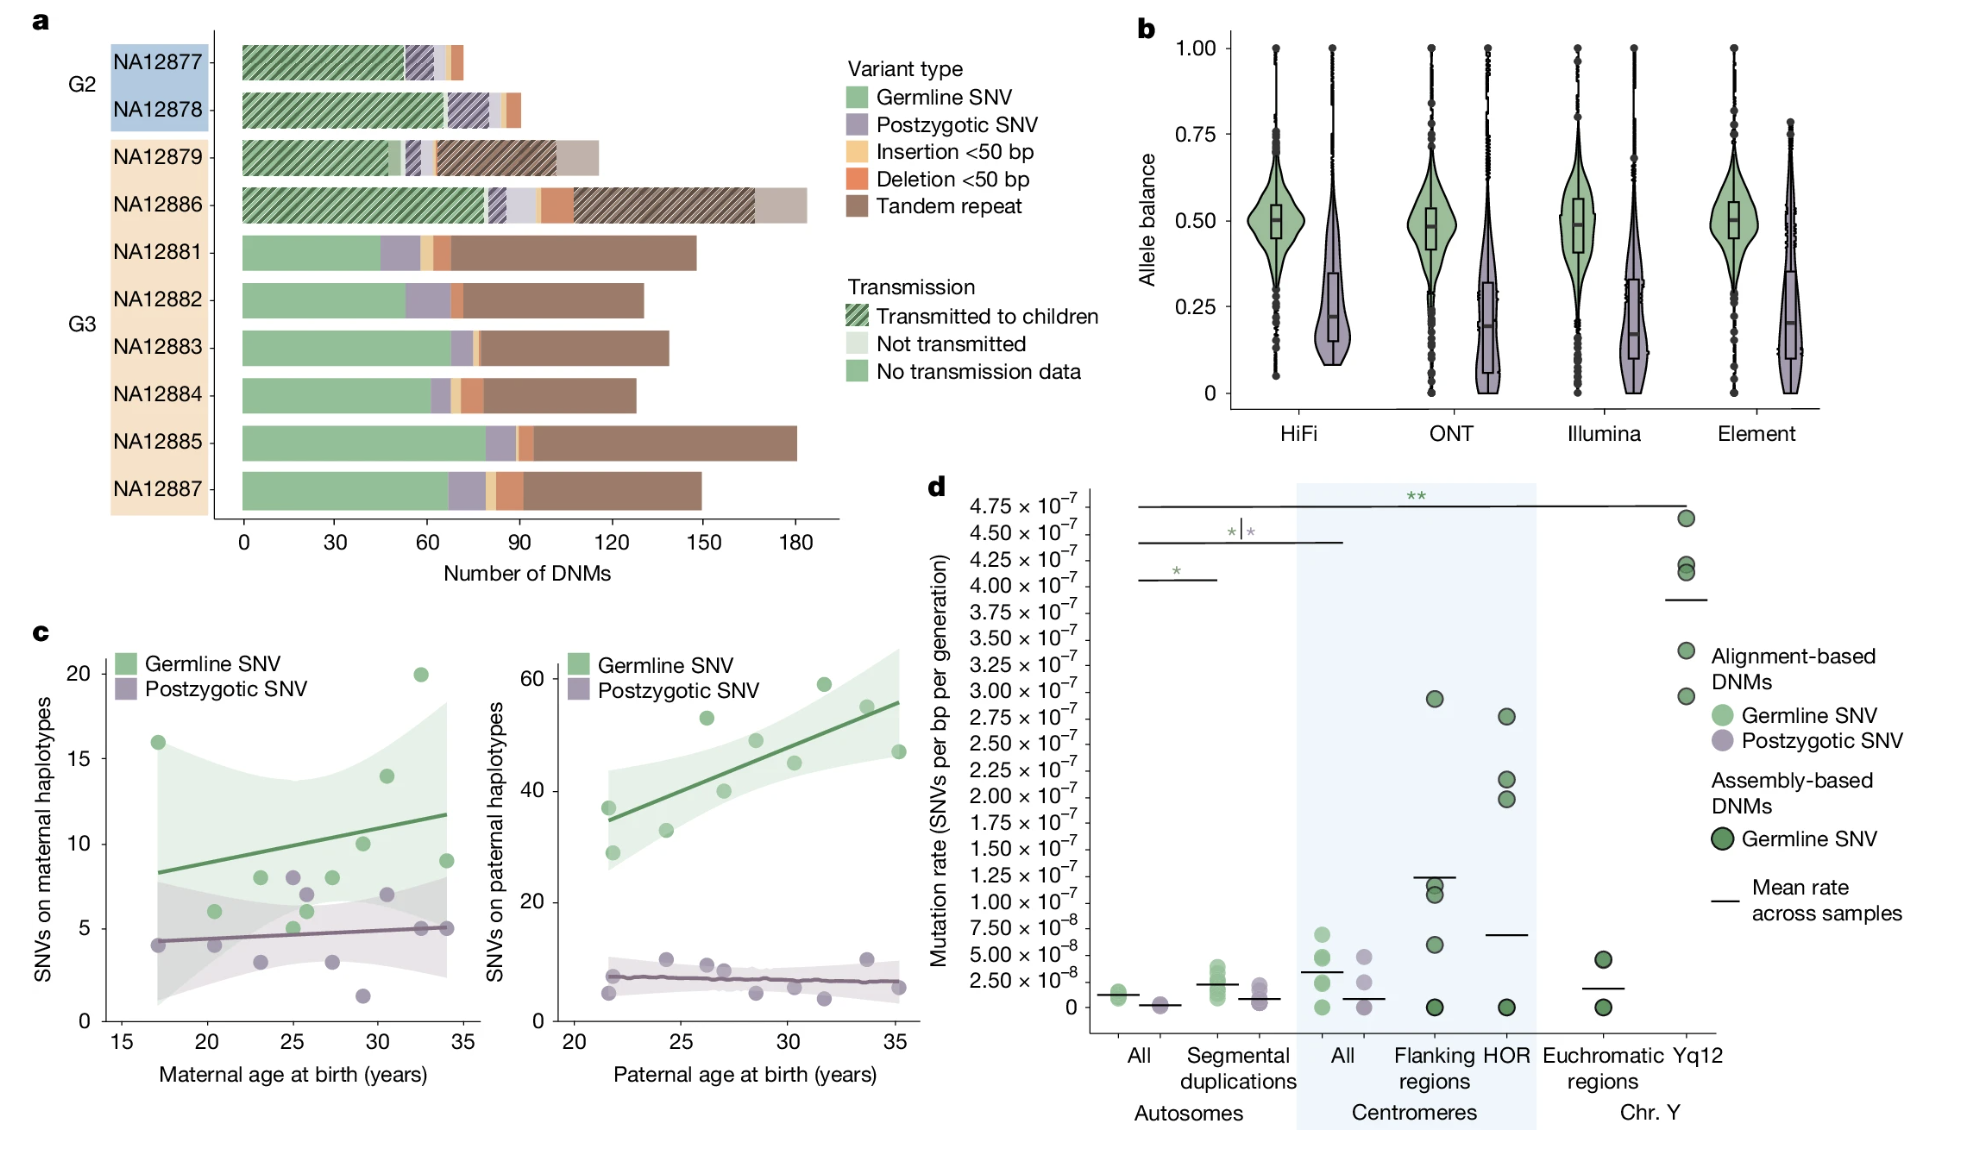 a
G2
NA12877
NA12878
NA12879
NA12886
NA12881
NA12882
G3
NA12883
NA12884
NA12885
NA12887
0 30 60 90 120 150 180
Number of DNMs
Variant type
Germline SNV
Postzygotic SNV
Insertion <50 bp
Deletion <50 bp
Tandem repeat
Transmission
Transmitted to children
Not transmitted
No transmission data
b
Allele balance
1.00
0.75
0.50
0.25
0
HiFi ONT Illumina Element
c
Germline SNV
Postzygotic SNV
SNVs on maternal haplotypes
20
15
10
5
0
15 20 25 30 35
Maternal age at birth (years)
Germline SNV
Postzygotic SNV
SNVs on paternal haplotypes
60
40
20
0
20 25 30 35
Paternal age at birth (years)
d
Mutation rate (SNVs per bp per generation)
4.75 × 10⁻⁷
4.50 × 10⁻⁷
4.25 × 10⁻⁷
4.00 × 10⁻⁷
3.75 × 10⁻⁷
3.50 × 10⁻⁷
3.25 × 10⁻⁷
3.00 × 10⁻⁷
2.75 × 10⁻⁷
2.50 × 10⁻⁷
2.25 × 10⁻⁷
2.00 × 10⁻⁷
1.75 × 10⁻⁷
1.50 × 10⁻⁷
1.25 × 10⁻⁷
1.00 × 10⁻⁷
7.50 × 10⁻⁸
5.00 × 10⁻⁸
2.50 × 10⁻⁸
0
**
*|*
*
All Segmental duplications All Flanking regions HOR Euchromatic regions Yq12
Autosomes Centromeres Chr. Y
Alignment-based
DNMs
Germline SNV
Postzygotic SNV
Assembly-based
DNMs
Germline SNV
Mean rate
across samples